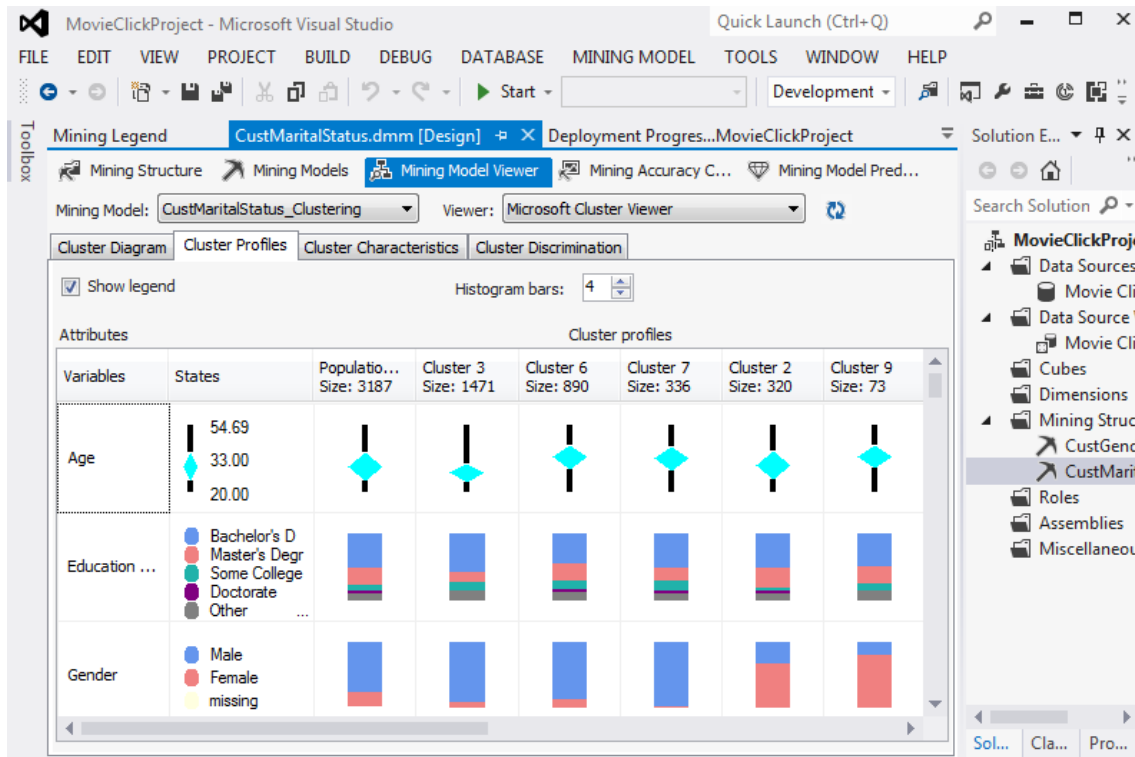 MovieClickProject - Microsoft Visual Studio
Quick Launch (Ctrl+Q)
FILE EDIT VIEW PROJECT BUILD DEBUG DATABASE MINING MODEL TOOLS WINDOW HELP
Start Development
Toolbox
Mining Legend CustMaritalStatus.dmm [Design] Deployment Progres...MovieClickProject
Mining Structure Mining Models Mining Model Viewer Mining Accuracy C... Mining Model Pred...
Mining Model: CustMaritalStatus_Clustering Viewer: Microsoft Cluster Viewer
Cluster Diagram Cluster Profiles Cluster Characteristics Cluster Discrimination
Show legend Histogram bars: 4
Attributes Cluster profiles
Variables States Populatio... Cluster 3 Cluster 6 Cluster 7 Cluster 2 Cluster 9
Size: 3187 Size: 1471 Size: 890 Size: 336 Size: 320 Size: 73
Age
54.69
33.00
20.00
Education ...
Bachelor's D
Master's Degr
Some College
Doctorate
Other ...
Gender
Male
Female
missing
Solution E...
Search Solution
MovieClickProj
Data Sources
Movie Cli
Data Source
Movie Cli
Cubes
Dimensions
Mining Struc
CustGend
CustMarit
Roles
Assemblies
Miscellaneou
Sol... Cla... Pro...